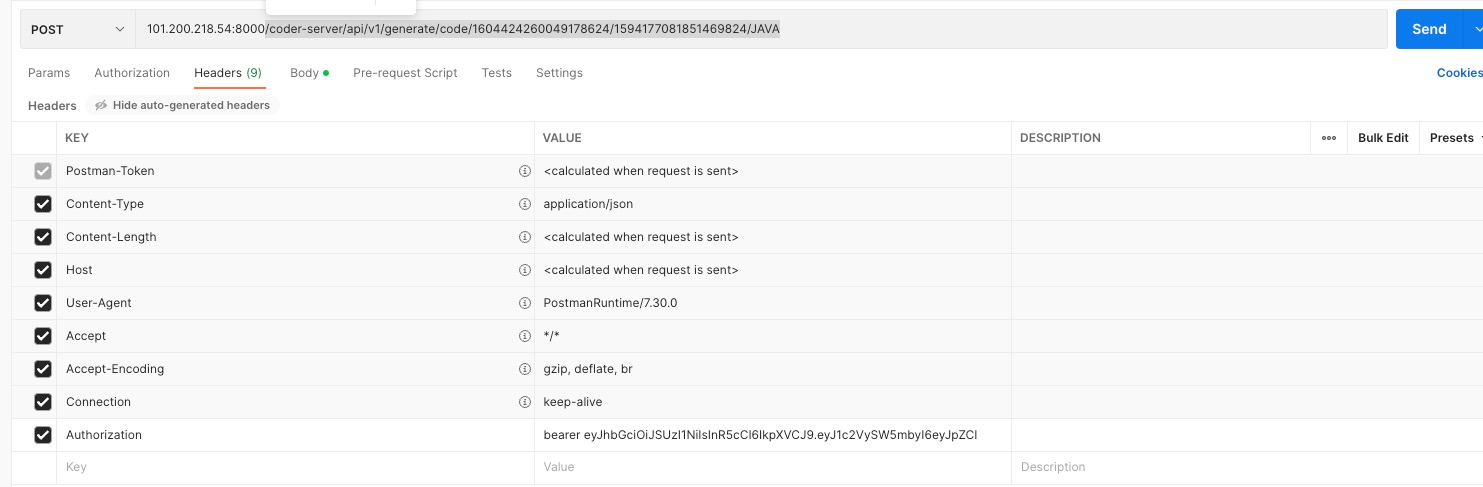 POST 101.200.218.54:8000/coder-server/api/v1/generate/code/1604424260049178624/1594177081851469824/JAVA Send
Params Authorization Headers (9) Body Pre-request Script Tests Settings Cookies
Headers Hide auto-generated headers
KEY VALUE DESCRIPTION Bulk Edit Presets
Postman-Token <calculated when request is sent>
Content-Type application/json
Content-Length <calculated when request is sent>
Host <calculated when request is sent>
User-Agent PostmanRuntime/7.30.0
Accept */*
Accept-Encoding gzip, deflate, br
Connection keep-alive
Authorization bearer eyJhbGciOiJSUzI1NiIsInR5cCI6IkpXVCJ9.eyJ1c2VySW5mbyI6eyJpZCI
Key Value Description